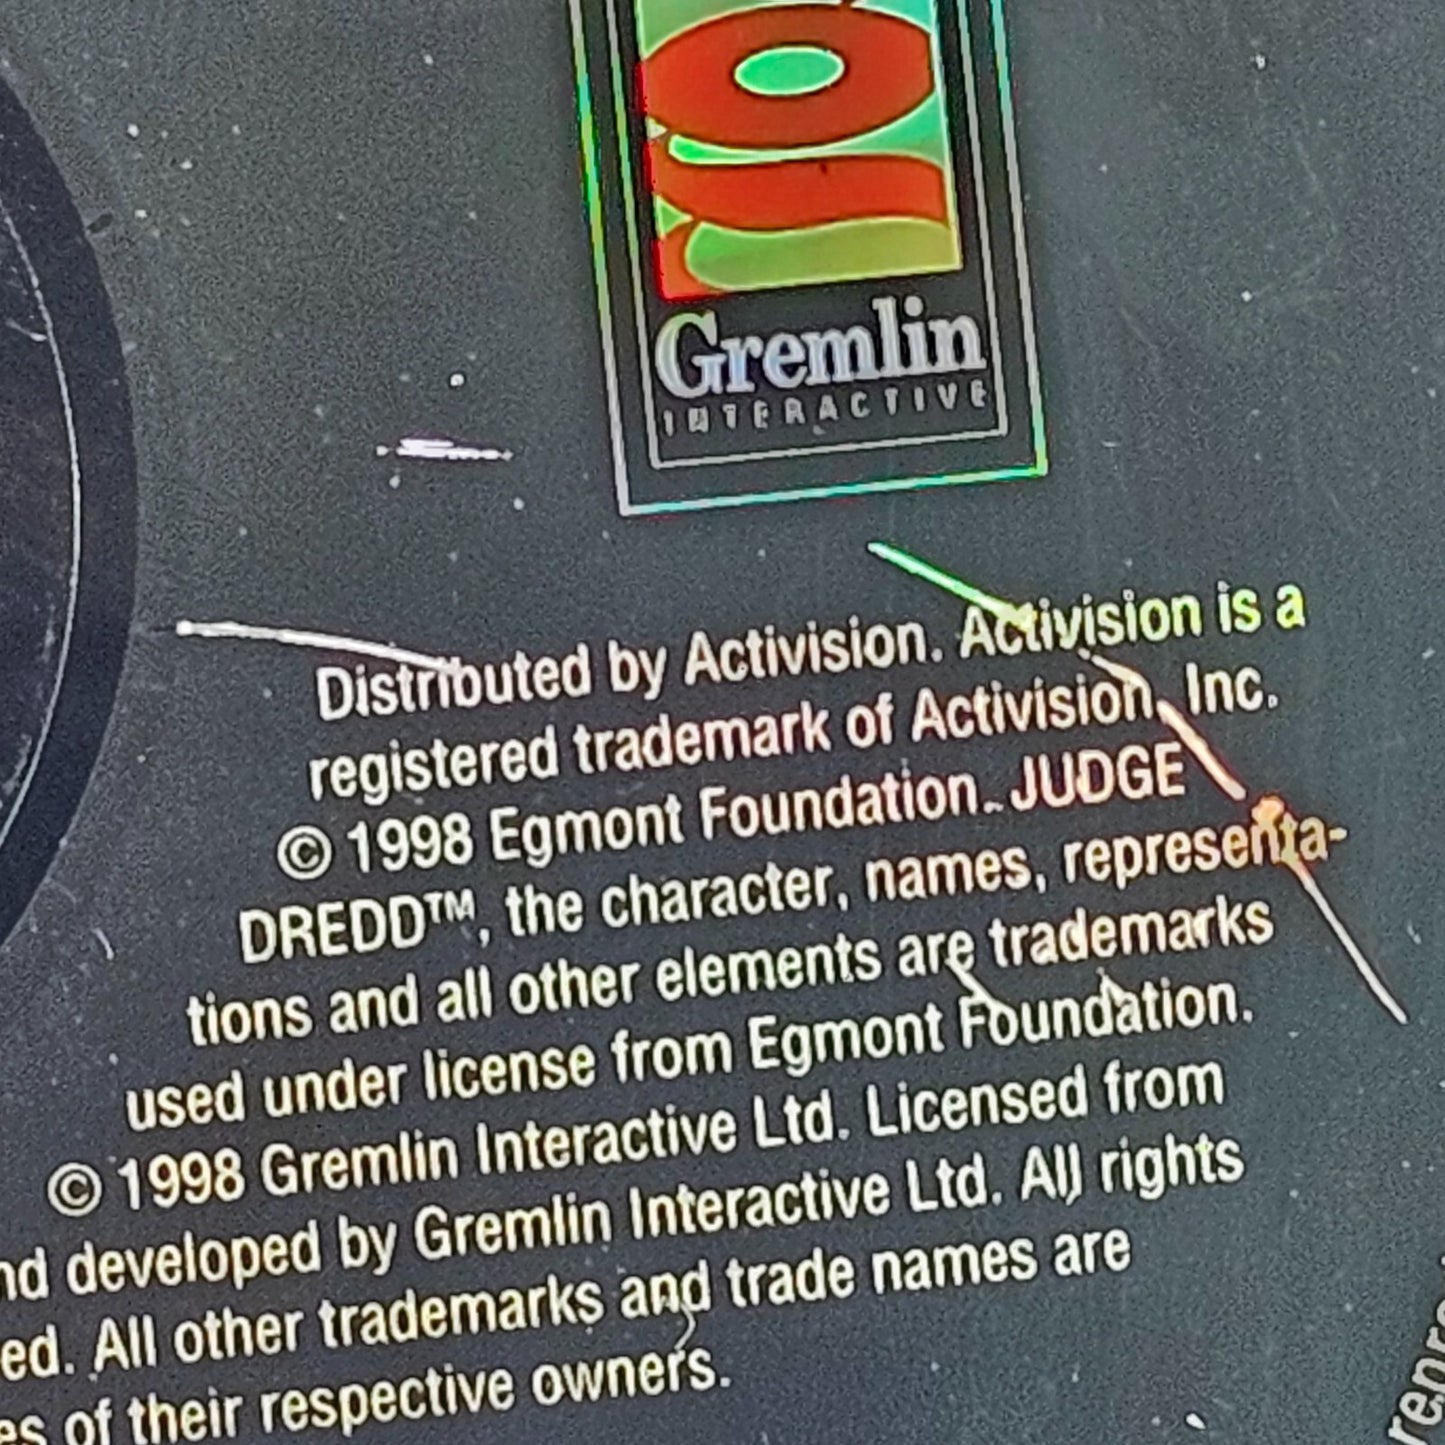 Gremlin
INTERACTIVE
Distributed by Activision. Activision is a
registered trademark of Activision, Inc.
© 1998 Egmont Foundation. JUDGE
DREDD™, the character, names, representa-
tions and all other elements are trademarks
used under license from Egmont Foundation.
© 1998 Gremlin Interactive Ltd. Licensed from
nd developed by Gremlin Interactive Ltd. All rights
ed. All other trademarks and trade names are
es of their respective owners.